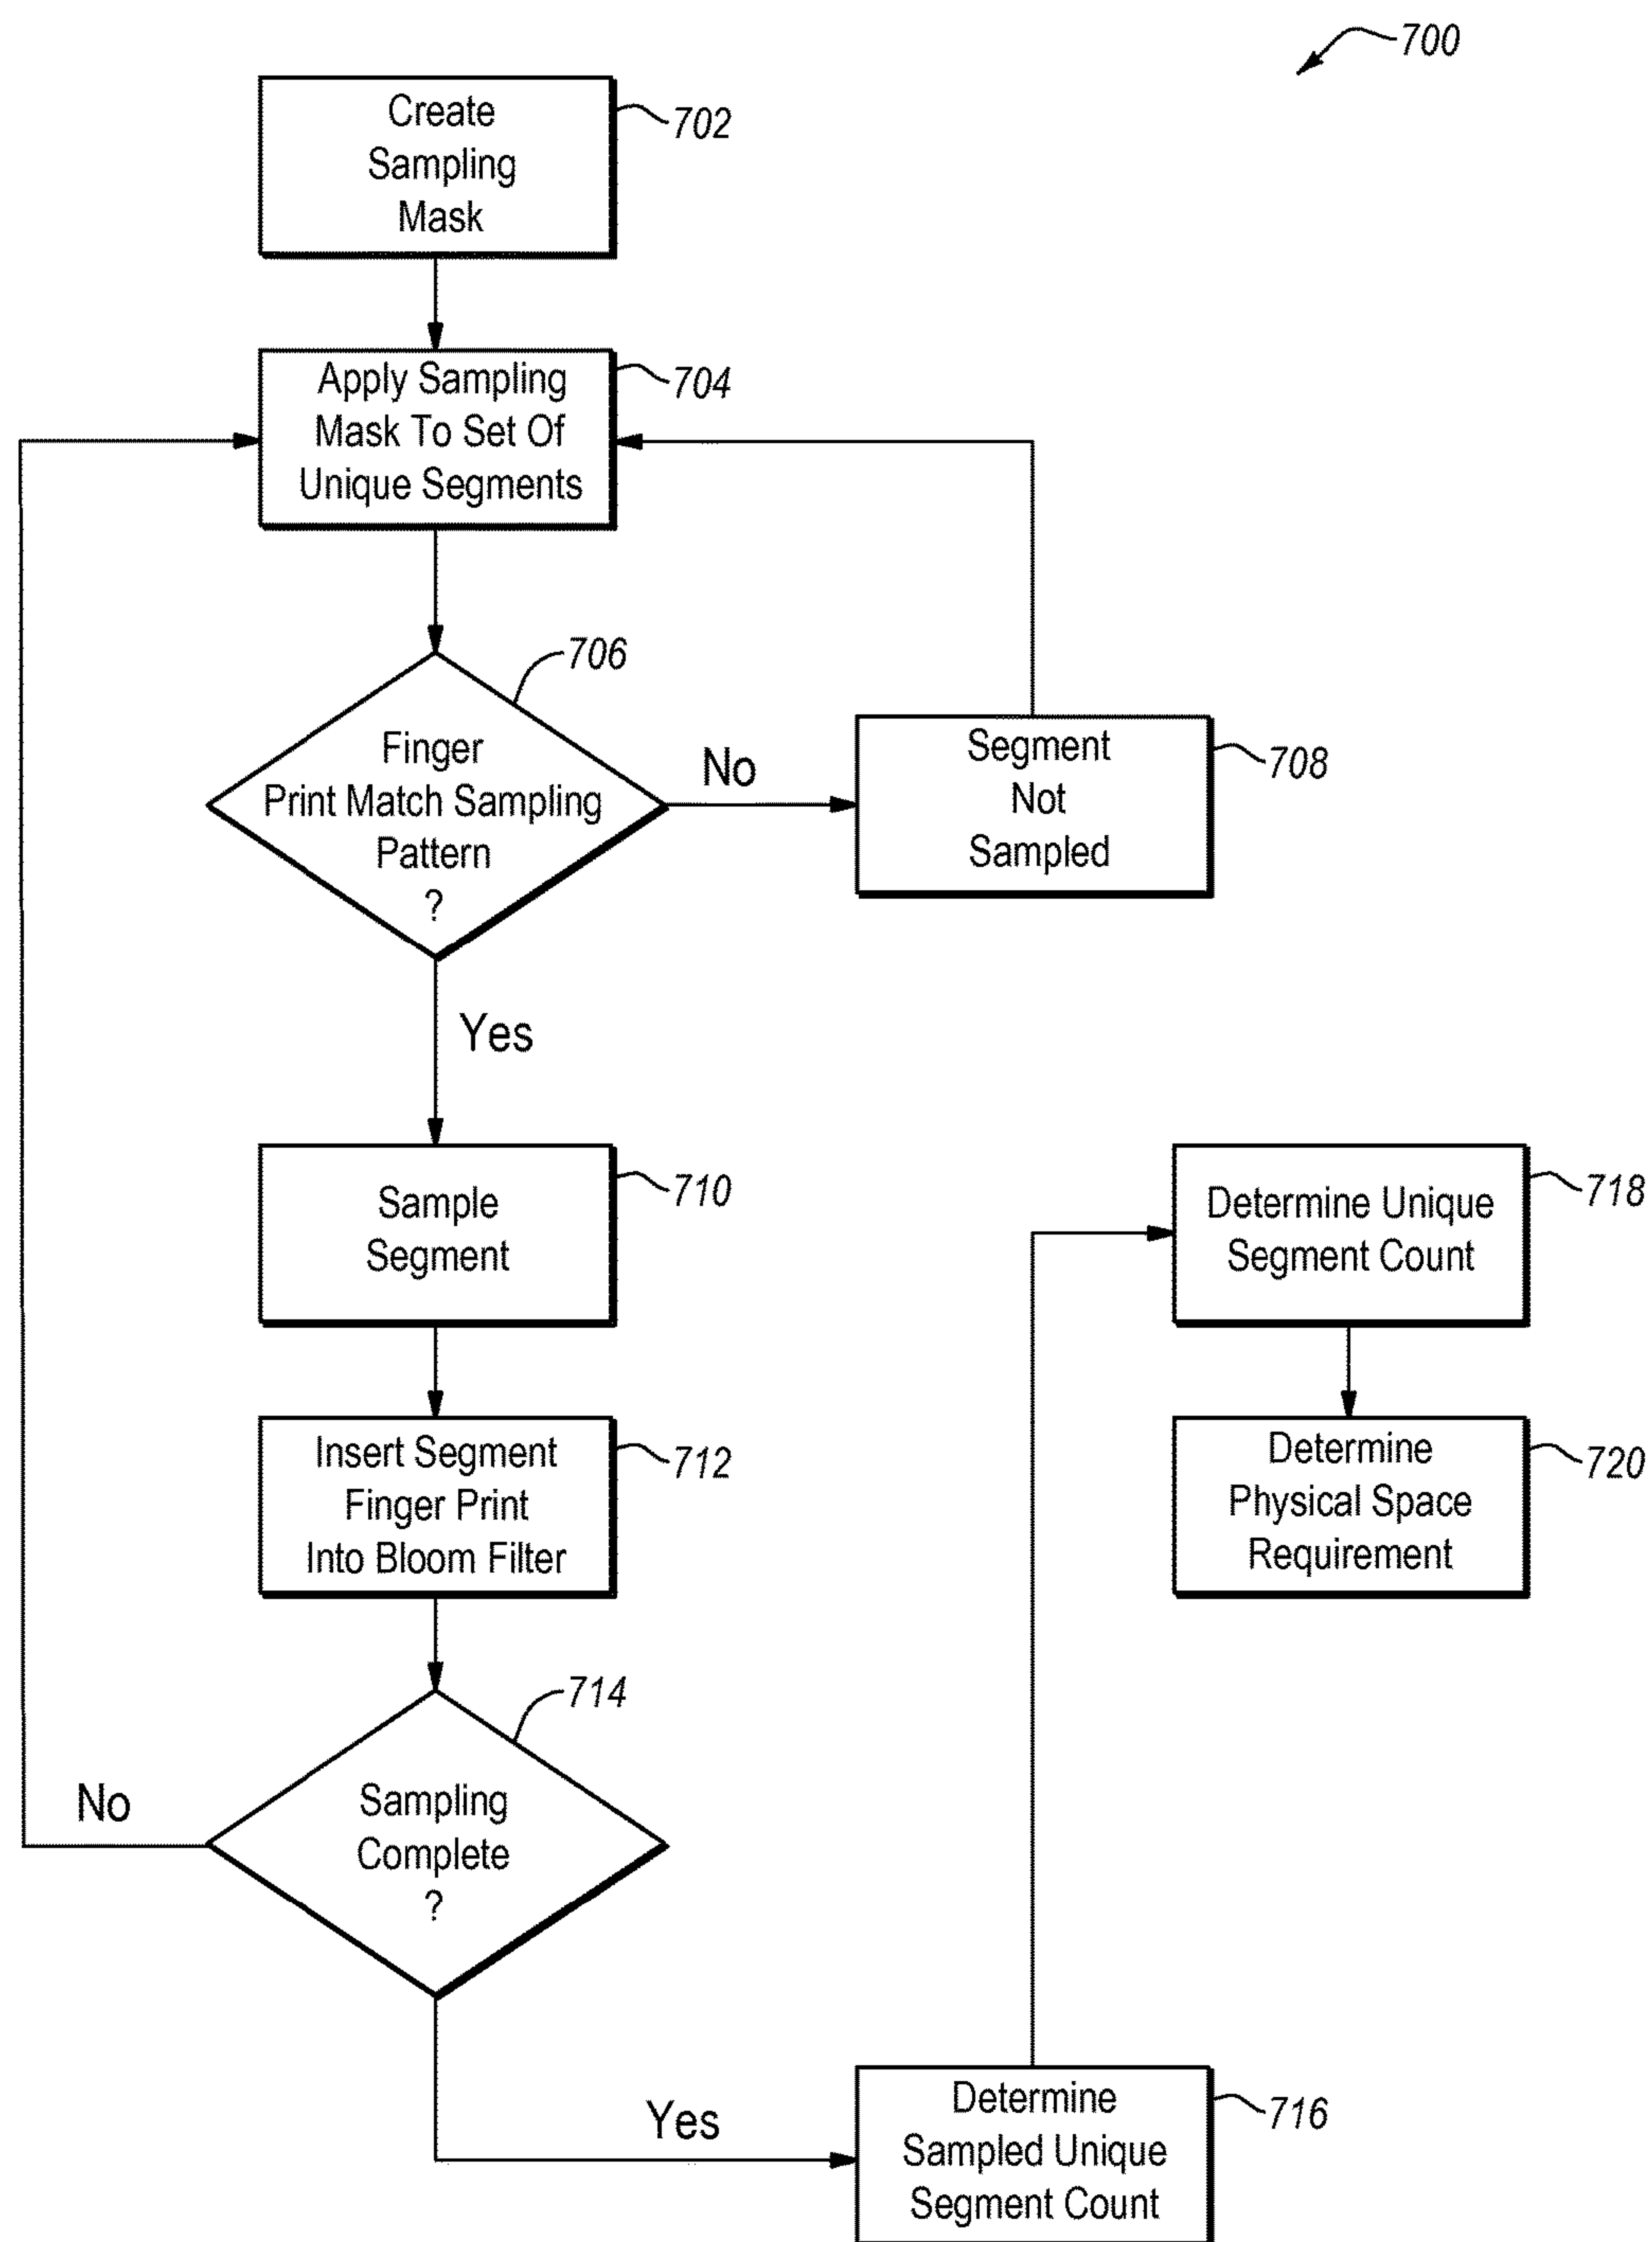 700
Create
Sampling
Mask
702
Apply Sampling
Mask To Set Of
Unique Segments
704
706
Finger
Print Match Sampling
Pattern
?
No
Segment
Not
Sampled
708
Yes
Sample
Segment
710
Insert Segment
Finger Print
Into Bloom Filter
712
714
Sampling
Complete
?
No
Yes
Determine
Sampled Unique
Segment Count
716
Determine Unique
Segment Count
718
Determine
Physical Space
Requirement
720